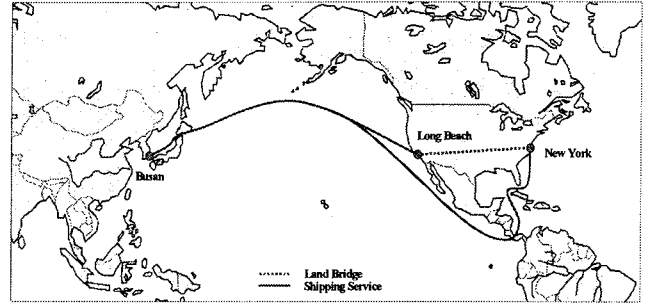 Long Beach
New York
Busan
Land Bridge
Shipping Service